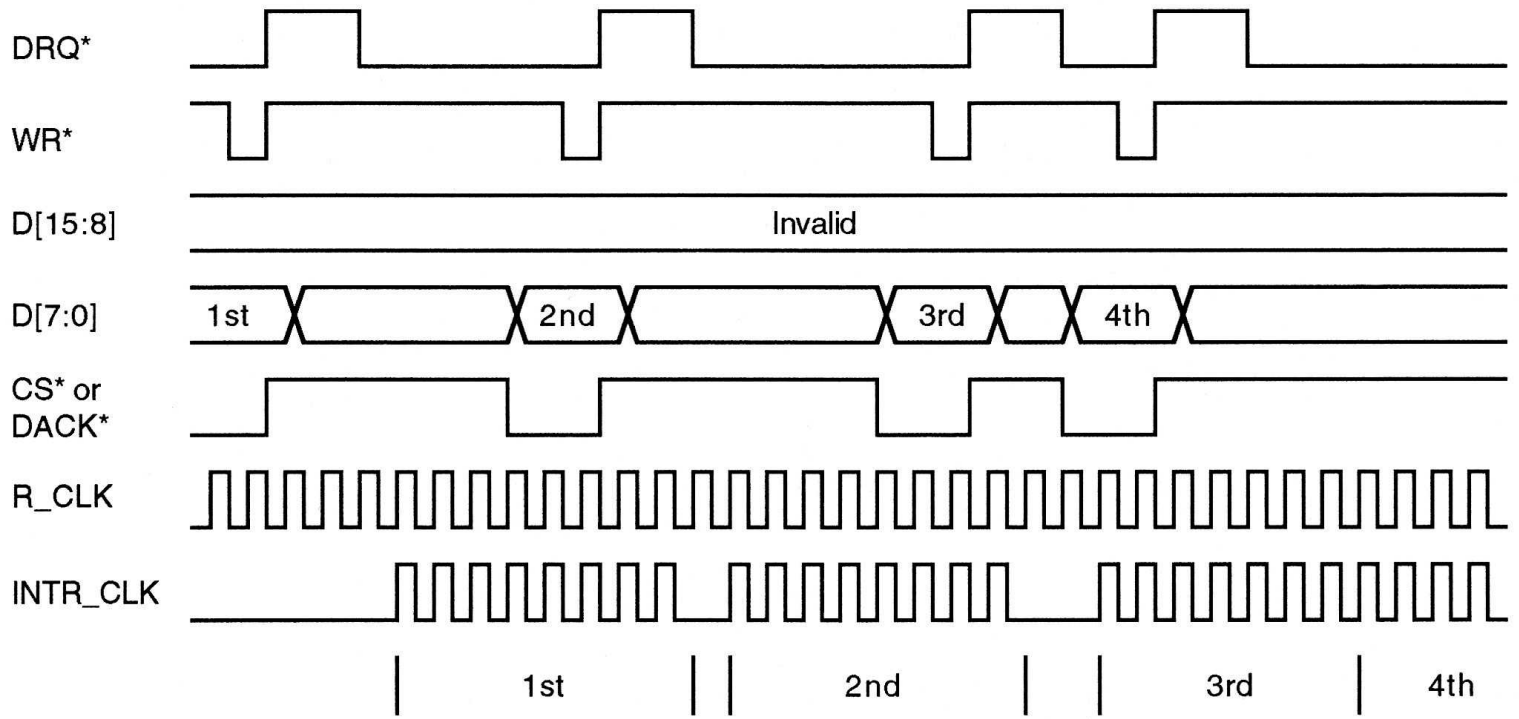 DRQ*
WR*
D[15:8]
Invalid
D[7:0]
1st
2nd
3rd
4th
CS* or
DACK*
R_CLK
INTR_CLK
1st
2nd
3rd
4th